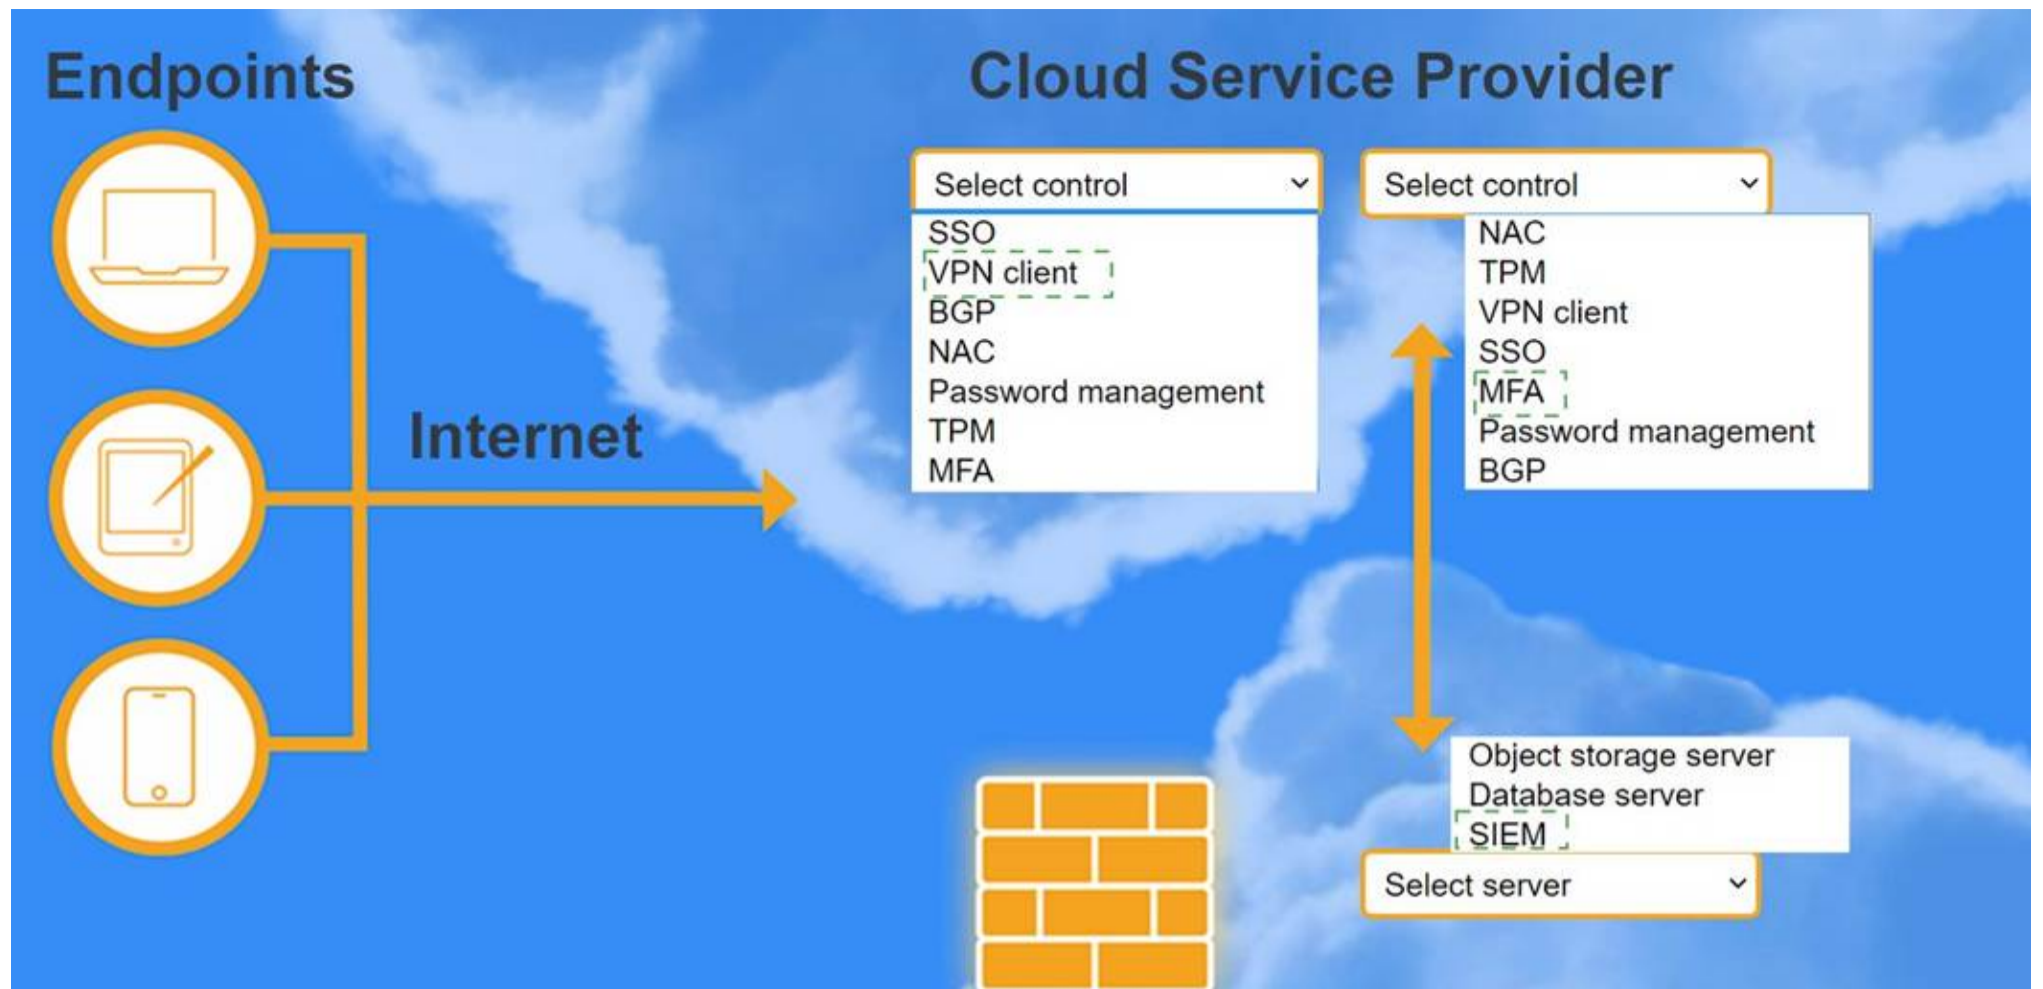 Endpoints
Cloud Service Provider
Select control
SSO
VPN client
BGP
NAC
Password management
TPM
MFA
Select control
NAC
TPM
VPN client
SSO
MFA
Password management
BGP
Internet
Object storage server
Database server
SIEM
Select server